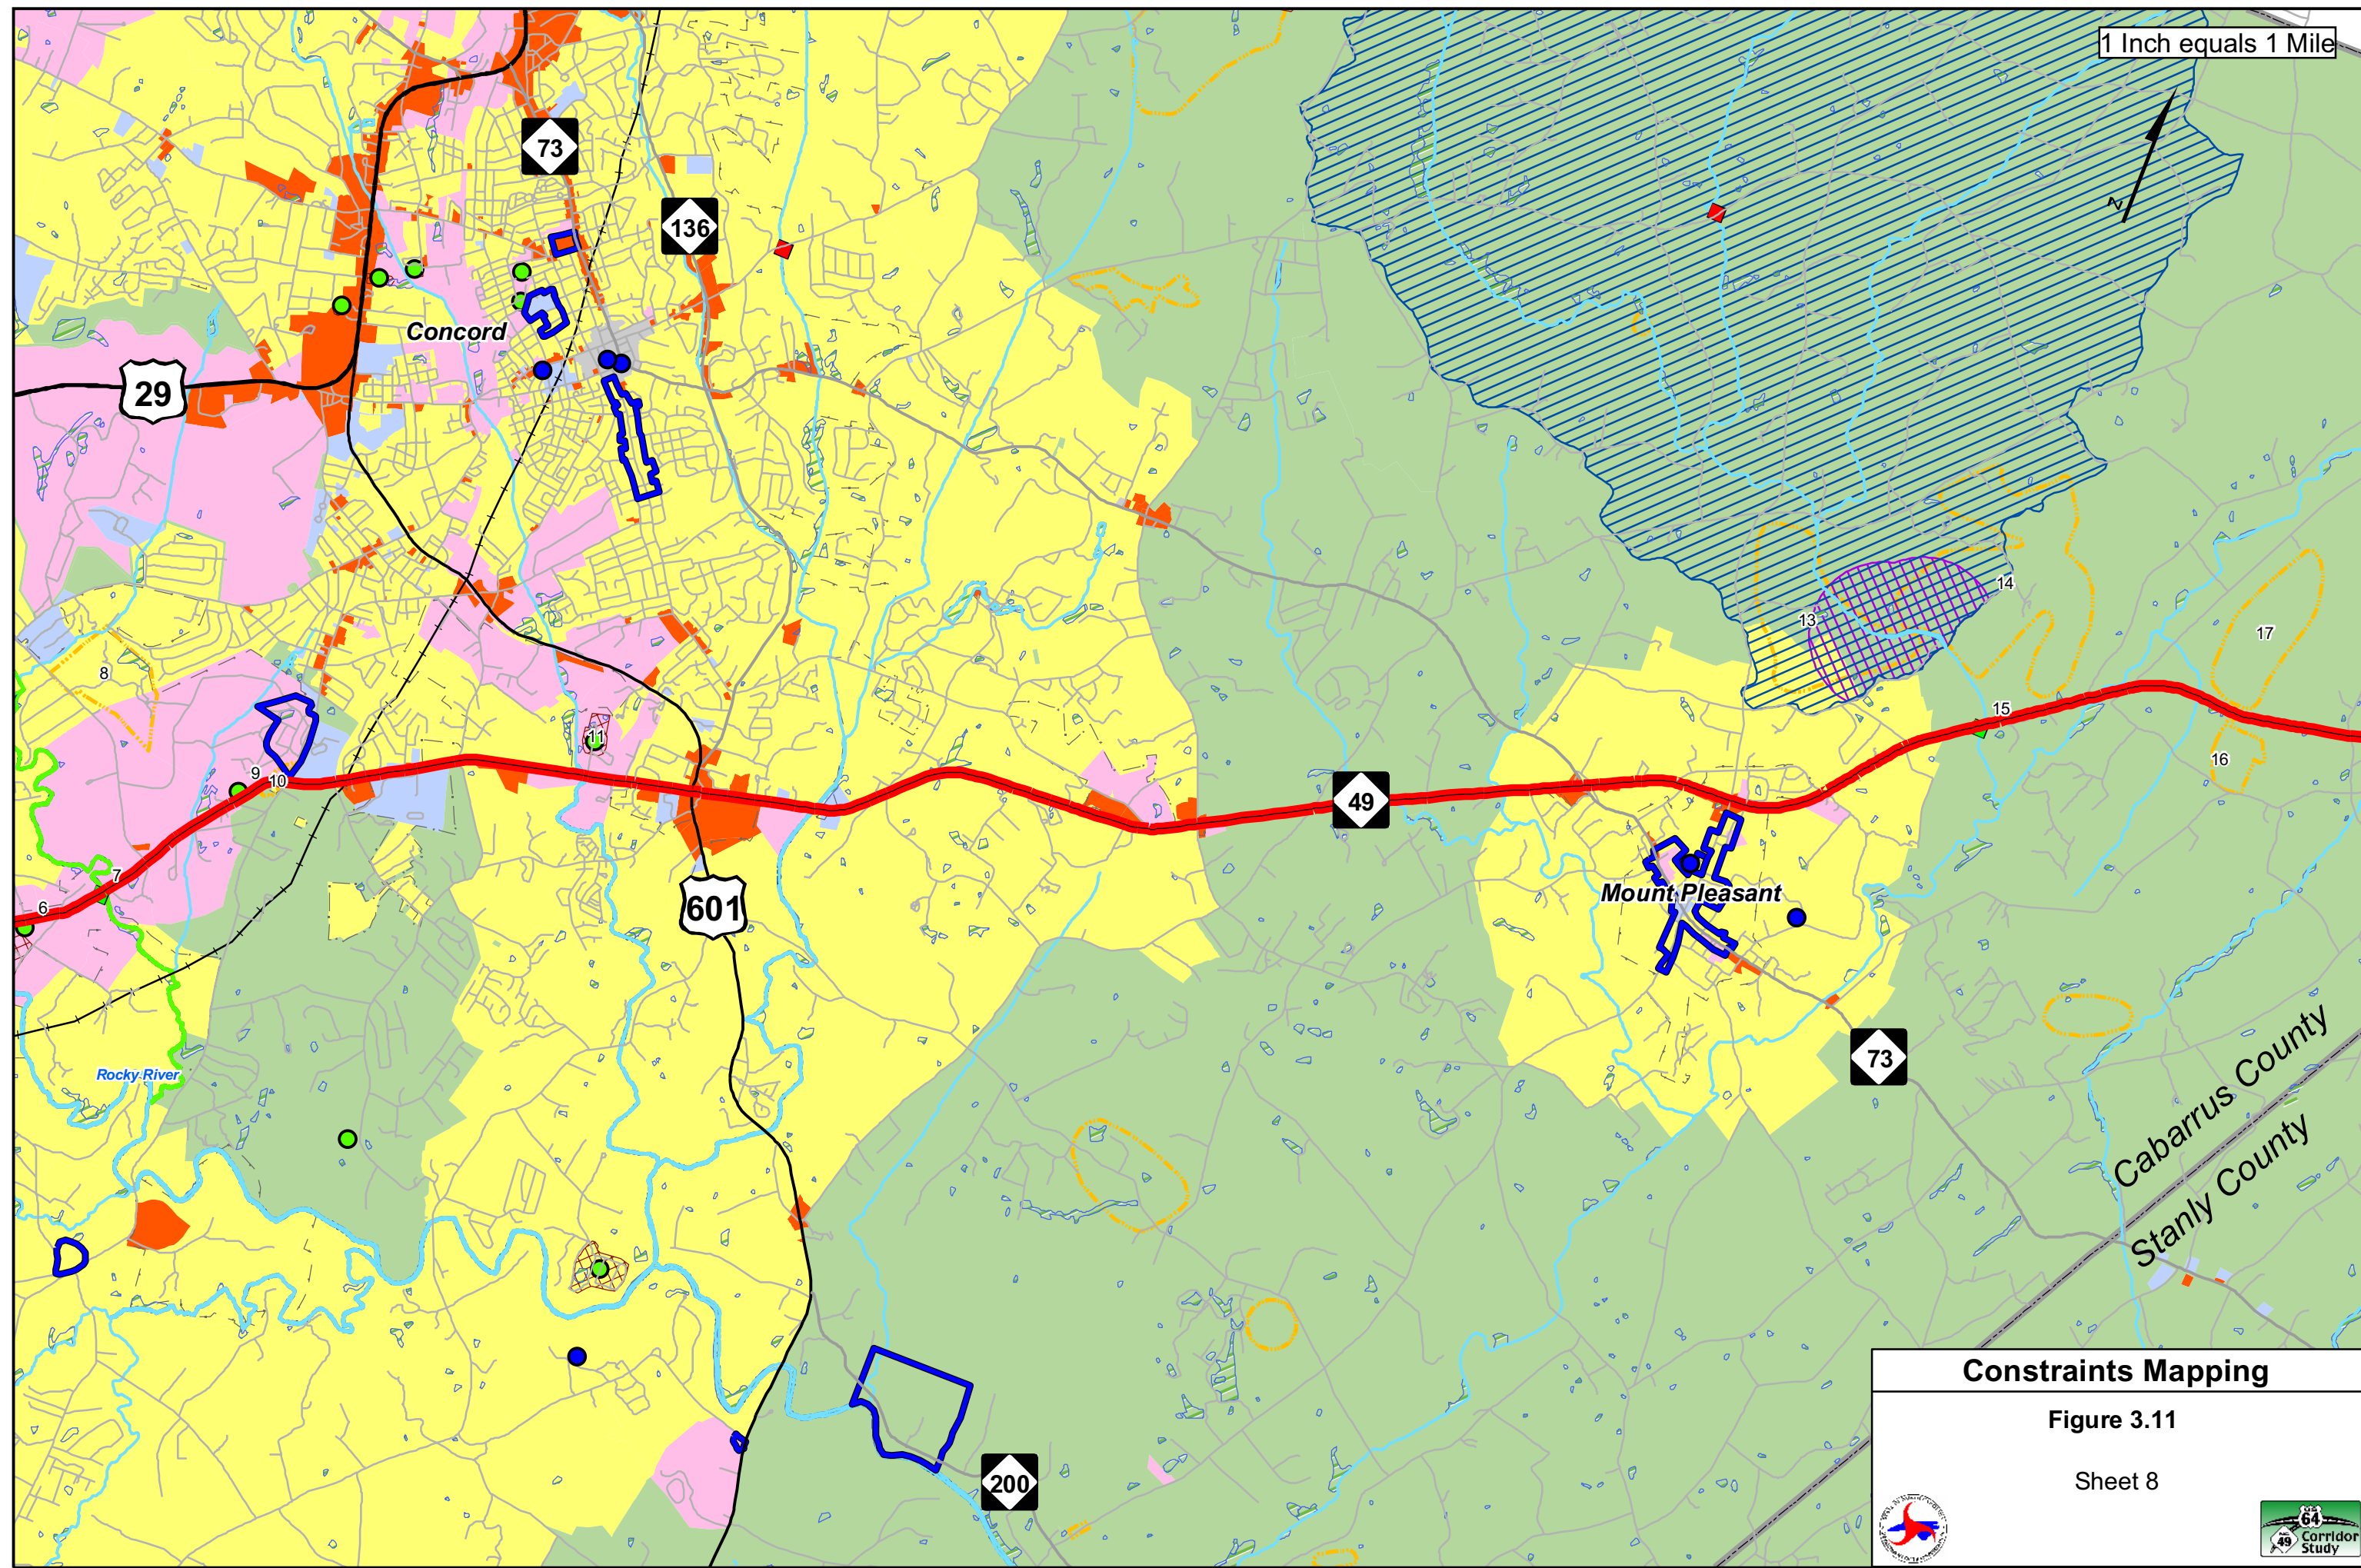 1 Inch equals 1 Mile
73
136
N
Concord
29
8
11
9
10
7
6
601
49
13
14
17
15
16
Mount Pleasant
73
Rocky River
Cabarrus County
Stanly County
200
Constraints Mapping
Figure 3.11
Sheet 8
US
64
NC
49
Corridor
Study